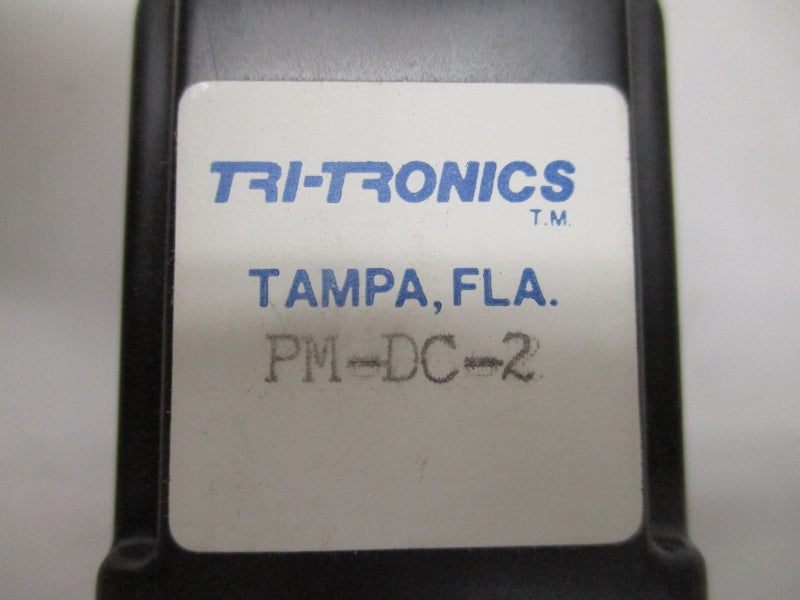 TRI-TRONICS
T.M.
TAMPA, FLA.
PM-DC-2